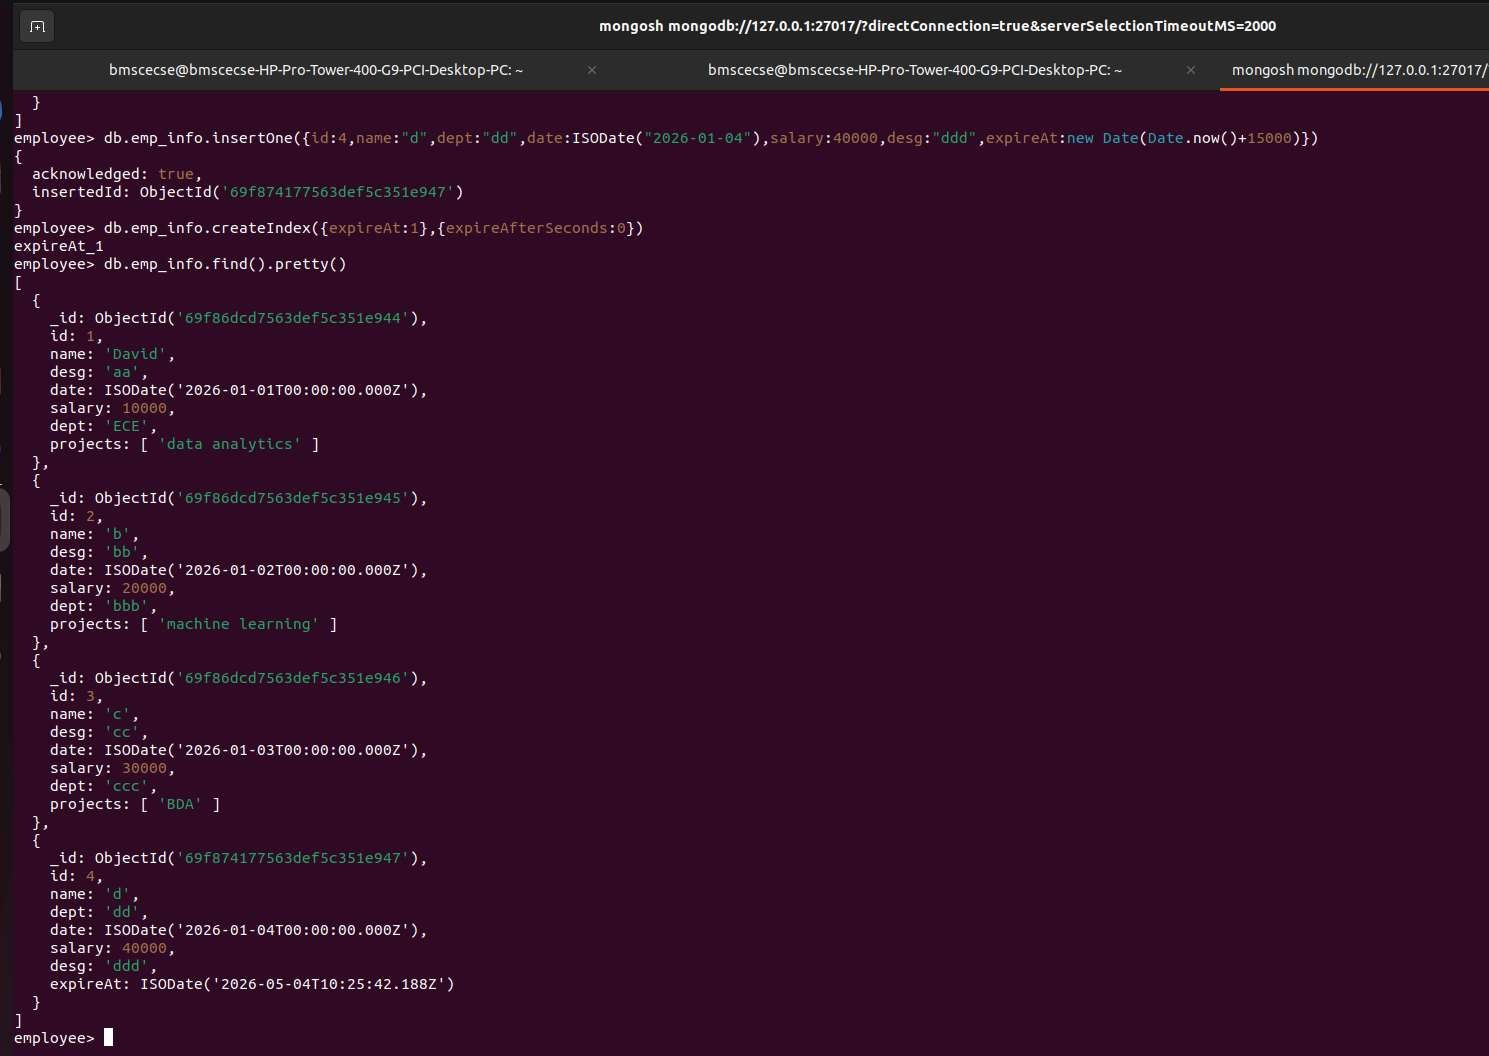 mongosh mongodb://127.0.0.1:27017/?directConnection=true&serverSelectionTimeoutMS=2000
bmscecse@bmscecse-HP-Pro-Tower-400-G9-PCI-Desktop-PC: ~ × bmscecse@bmscecse-HP-Pro-Tower-400-G9-PCI-Desktop-PC: ~ × mongosh mongodb://127.0.0.1:27017/
  }
]
employee> db.emp_info.insertOne({id:4,name:"d",dept:"dd",date:ISODate("2026-01-04"),salary:40000,desg:"ddd",expireAt:new Date(Date.now()+15000)})
{
  acknowledged: true,
  insertedId: ObjectId('69f874177563def5c351e947')
}
employee> db.emp_info.createIndex({expireAt:1},{expireAfterSeconds:0})
expireAt_1
employee> db.emp_info.find().pretty()
[
  {
    _id: ObjectId('69f86dcd7563def5c351e944'),
    id: 1,
    name: 'David',
    desg: 'aa',
    date: ISODate('2026-01-01T00:00:00.000Z'),
    salary: 10000,
    dept: 'ECE',
    projects: [ 'data analytics' ]
  },
  {
    _id: ObjectId('69f86dcd7563def5c351e945'),
    id: 2,
    name: 'b',
    desg: 'bb',
    date: ISODate('2026-01-02T00:00:00.000Z'),
    salary: 20000,
    dept: 'bbb',
    projects: [ 'machine learning' ]
  },
  {
    _id: ObjectId('69f86dcd7563def5c351e946'),
    id: 3,
    name: 'c',
    desg: 'cc',
    date: ISODate('2026-01-03T00:00:00.000Z'),
    salary: 30000,
    dept: 'ccc',
    projects: [ 'BDA' ]
  },
  {
    _id: ObjectId('69f874177563def5c351e947'),
    id: 4,
    name: 'd',
    dept: 'dd',
    date: ISODate('2026-01-04T00:00:00.000Z'),
    salary: 40000,
    desg: 'ddd',
    expireAt: ISODate('2026-05-04T10:25:42.188Z')
  }
]
employee>